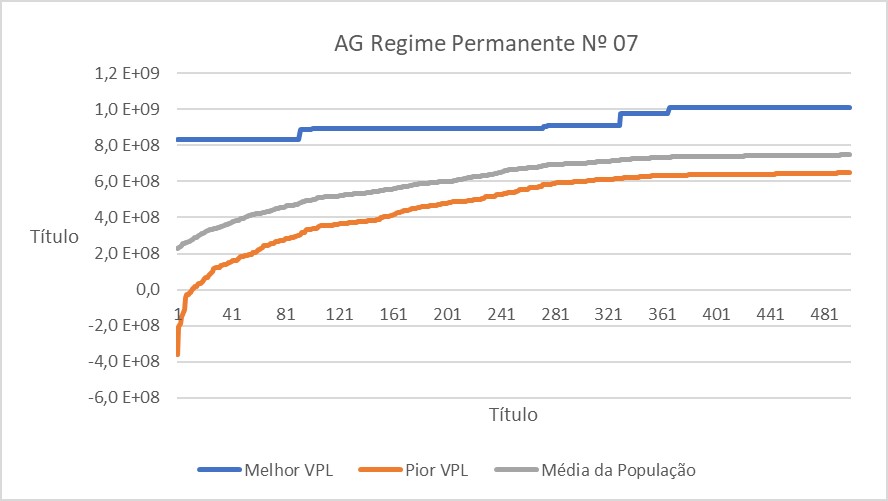 AG Regime Permanente Nº 07
1,2 E+09
1,0 E+09
8,0 E+08
6,0 E+08
4,0 E+08
2,0 E+08
0,0
-2,0 E+08
-4,0 E+08
-6,0 E+08
Título
1 41 81 121 161 201 241 281 321 361 401 441 481
Título
Melhor VPL Pior VPL Média da População